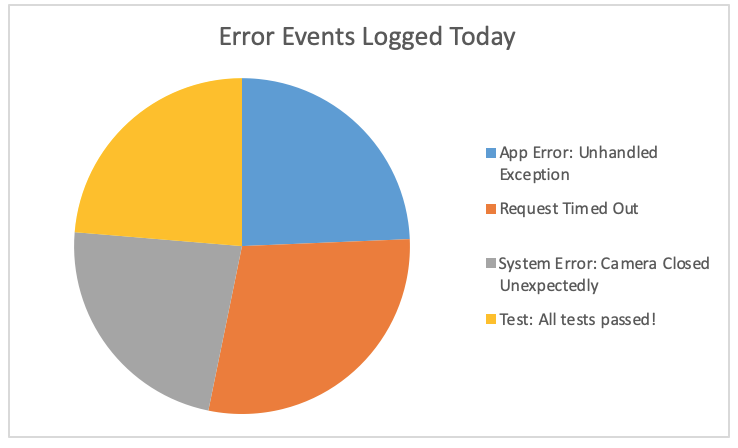 Error Events Logged Today
App Error: Unhandled
Exception
Request Timed Out
System Error: Camera Closed
Unexpectedly
Test: All tests passed!